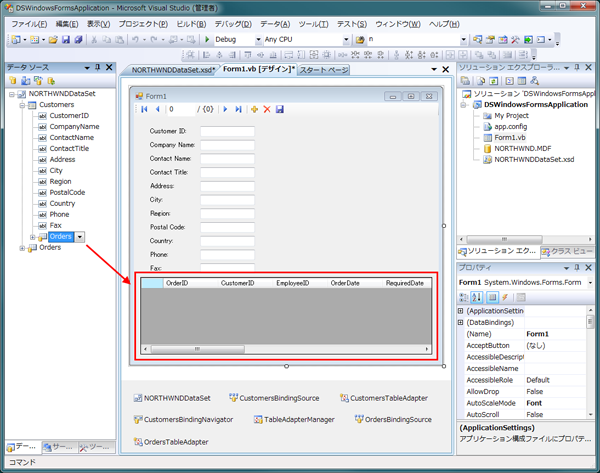 DSWindowsFormsApplication - Microsoft Visual Studio (管理者)
ファイル(F) 編集(E) 表示(V) プロジェクト(P) ビルド(B) デバッグ(D) データ(A) ツール(T) テスト(S) ウィンドウ(W) ヘルプ(H)
Debug Any CPU n
データ ソース
NORTHWNDDataSet
Customers
CustomerID
CompanyName
ContactName
ContactTitle
Address
City
Region
PostalCode
Country
Phone
Fax
Orders
Orders
データ... サー... ツー...
NORTHWNDDataSet.xsd* Form1.vb [デザイン]* スタート ページ
Form1
0 / {0}
Customer ID:
Company Name:
Contact Name:
Contact Title:
Address:
City:
Region:
Postal Code:
Country:
Phone:
Fax:
OrderID CustomerID EmployeeID OrderDate RequiredDate
NORTHWNDDataSet CustomersBindingSource CustomersTableAdapter
CustomersBindingNavigator TableAdapterManager OrdersBindingSource
OrdersTableAdapter
ソリューション エクスプローラ...
ソリューション 'DSWindowsFormsApp
DSWindowsFormsApplication
My Project
app.config
Form1.vb
NORTHWND.MDF
NORTHWNDDataSet.xsd
ソリューション エク... クラス ビュー
プロパティ
Form1 System.Windows.Forms.Form
(ApplicationSettin
(DataBindings)
(Name) Form1
AcceptButton (なし)
AccessibleDescript
AccessibleName
AccessibleRole Default
AllowDrop False
AutoScaleMode Font
AutoScroll False
(ApplicationSettings)
アプリケーション構成ファイルにプロパティ...
コマンド